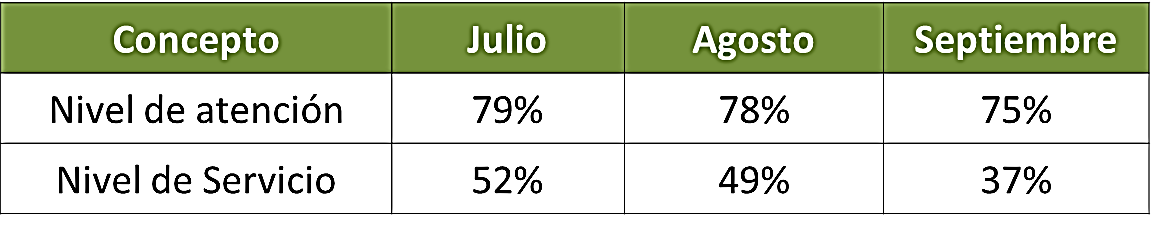 Concepto Julio Agosto Septiembre
Nivel de atención 79% 78% 75%
Nivel de Servicio 52% 49% 37%